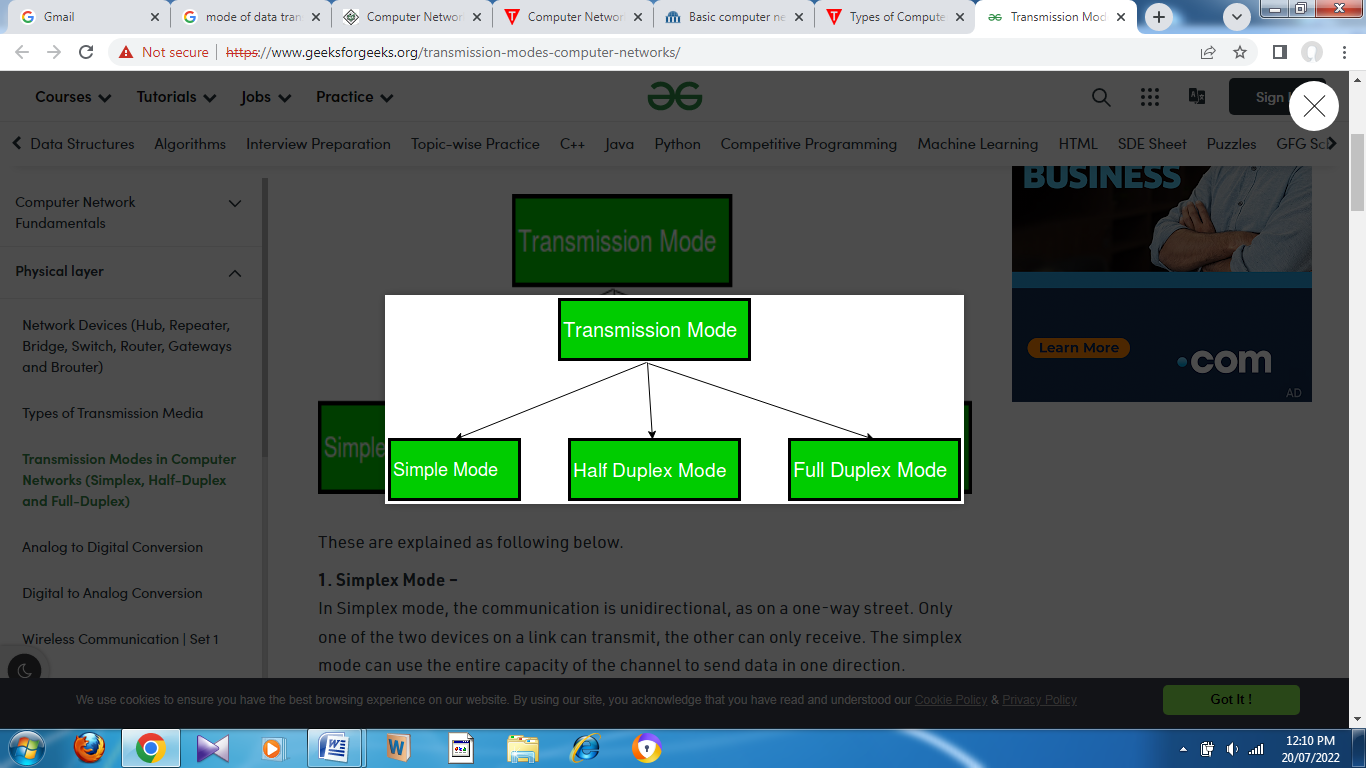 Gmail
mode of data tran
Computer Networ
Computer Networ
Basic computer ne
Types of Compute
Transmission Mod
Not secure
https://www.geeksforgeeks.org/transmission-modes-computer-networks/
Courses
Tutorials
Jobs
Practice
Sign I
Data Structures
Algorithms
Interview Preparation
Topic-wise Practice
C++
Java
Python
Competitive Programming
Machine Learning
HTML
SDE Sheet
Puzzles
GFG Sc
Computer Network
Fundamentals
Physical layer
Network Devices (Hub, Repeater,
Bridge, Switch, Router, Gateways
and Brouter)
Types of Transmission Media
Transmission Modes in Computer
Networks (Simplex, Half-Duplex
and Full-Duplex)
Analog to Digital Conversion
Digital to Analog Conversion
Wireless Communication | Set 1
Transmission Mode
Simple
Transmission Mode
Simple Mode
Half Duplex Mode
Full Duplex Mode
These are explained as following below.
1. Simplex Mode –
In Simplex mode, the communication is unidirectional, as on a one-way street. Only
one of the two devices on a link can transmit, the other can only receive. The simplex
mode can use the entire capacity of the channel to send data in one direction.
BUSINESS
Learn More
.com
AD
We use cookies to ensure you have the best browsing experience on our website. By using our site, you acknowledge that you have read and understood our Cookie Policy & Privacy Policy
Got It !
12:10 PM
20/07/2022